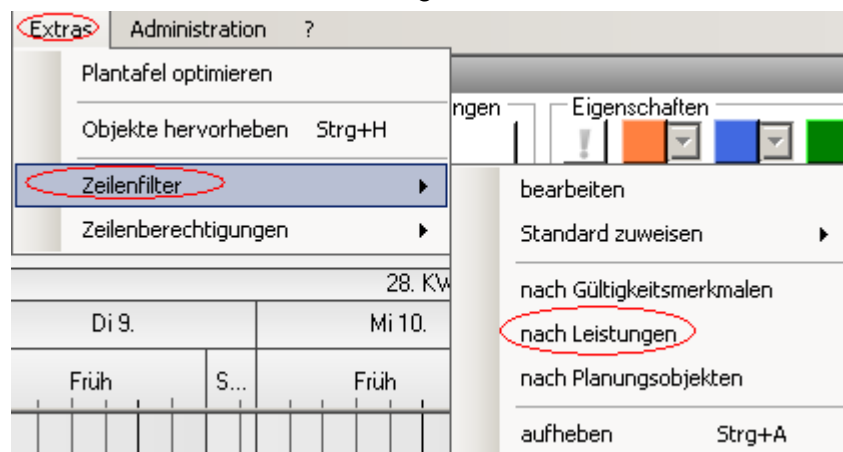 Extras Administration ?
Plantafel optimieren
ngen Eigenschaften
Objekte hervorheben Strg+H
Zeilenfilter
bearbeiten
Zeilenberechtigungen
Standard zuweisen
28. KW
nach Gültigkeitsmerkmalen
Di 9. Mi 10.
nach Leistungen
Früh S... Früh
nach Planungsobjekten
aufheben Strg+A